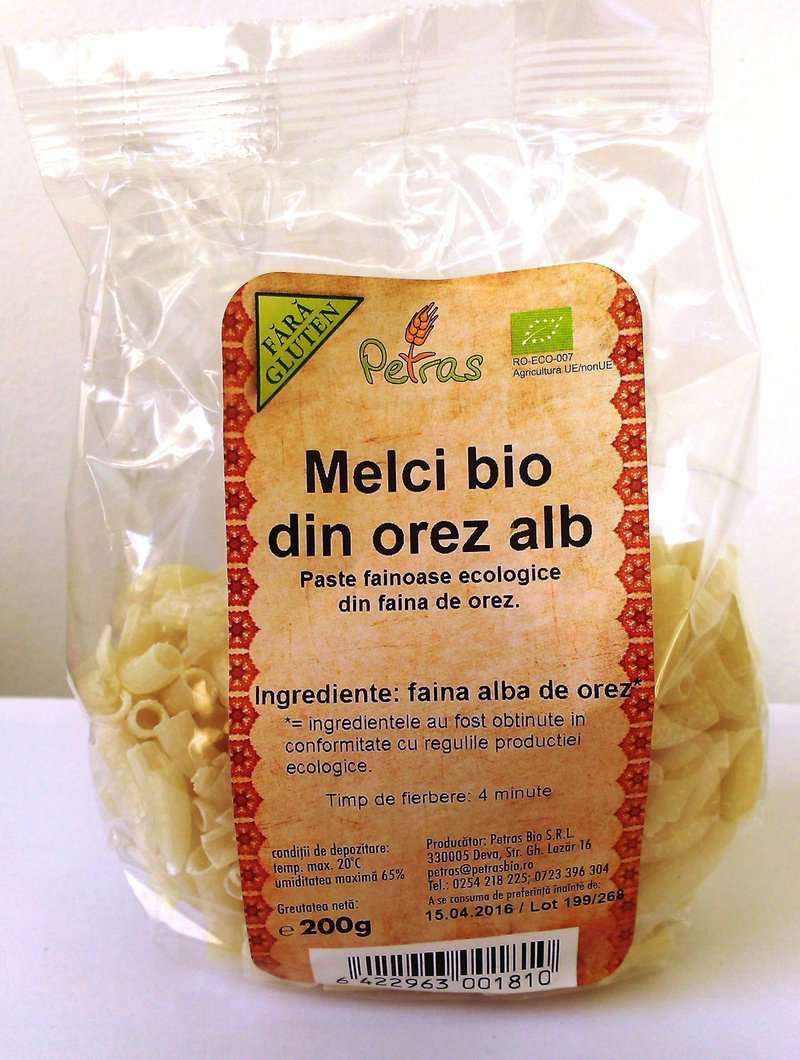 FĂRĂ
GLUTEN
Petras
RO-ECO-007
Agricultura UE/nonUE
Melci bio
din orez alb
Paste fainoase ecologice
din faina de orez.
Ingrediente: faina alba de orez*
*= ingredientele au fost obtinute in
conformitate cu regulile productiei
ecologice.
Timp de fierbere: 4 minute
condiții de depozitare:
temp. max. 20°C
umiditatea maximă 65%
Greutatea netă:
℮ 200g
Producător: Petras Bio S.R.L.
330005 Deva, Str. Gh. Lazăr 16
petras@petrasbio.ro
Tel.: 0254 218 225; 0723 396 304
A se consuma de preferință înainte de:
15.04.2016 / Lot 199/268
6 422963 001810